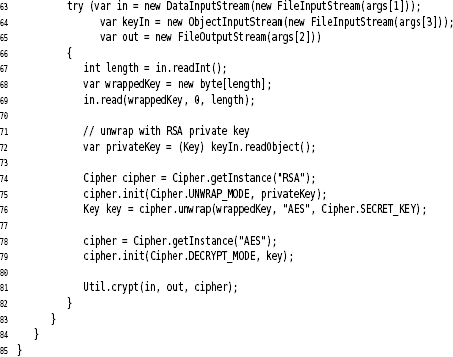 63 try (var in = new DataInputStream(new FileInputStream(args[1]));
64 var keyIn = new ObjectInputStream(new FileInputStream(args[3]));
65 var out = new FileOutputStream(args[2]))
66 {
67 int length = in.readInt();
68 var wrappedKey = new byte[length];
69 in.read(wrappedKey, 0, length);
70
71 // unwrap with RSA private key
72 var privateKey = (Key) keyIn.readObject();
73
74 Cipher cipher = Cipher.getInstance("RSA");
75 cipher.init(Cipher.UNWRAP_MODE, privateKey);
76 Key key = cipher.unwrap(wrappedKey, "AES", Cipher.SECRET_KEY);
77
78 cipher = Cipher.getInstance("AES");
79 cipher.init(Cipher.DECRYPT_MODE, key);
80
81 Util.crypt(in, out, cipher);
82 }
83 }
84 }
85 }